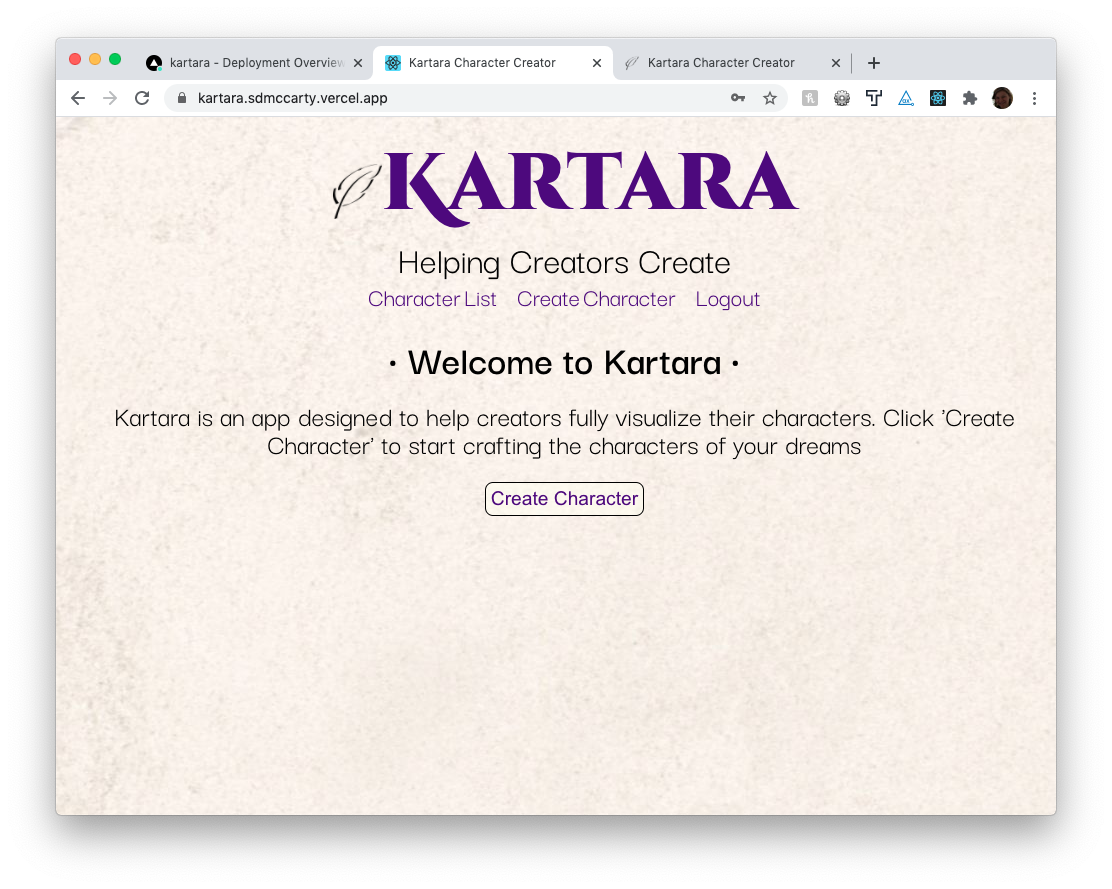 kartara - Deployment Overview
Kartara Character Creator
Kartara Character Creator
kartara.sdmccarty.vercel.app
KARTARA
Helping Creators Create
Character List Create Character Logout
· Welcome to Kartara ·
Kartara is an app designed to help creators fully visualize their characters. Click 'Create
Character' to start crafting the characters of your dreams
Create Character